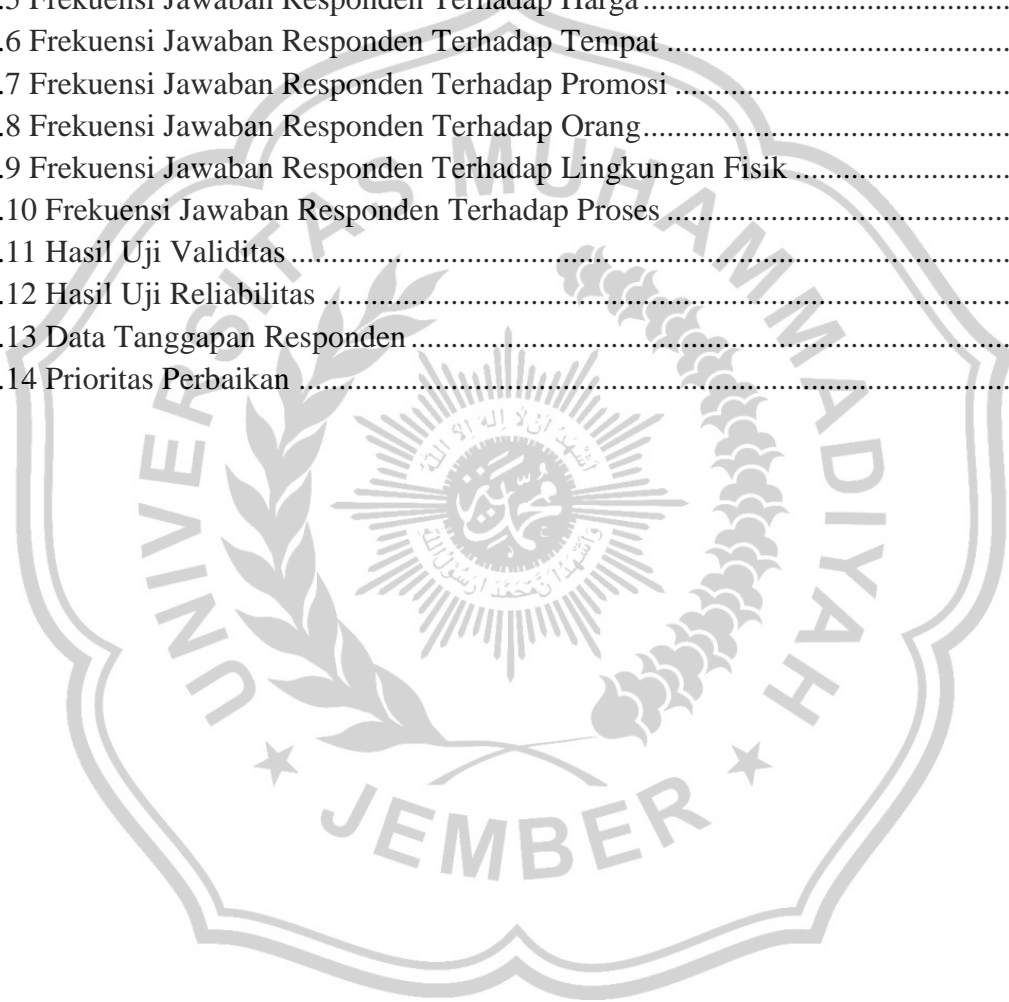 .5 Frekuensi Jawaban Responden Terhadap Harga....................................................
.6 Frekuensi Jawaban Responden Terhadap Tempat ................................................
.7 Frekuensi Jawaban Responden Terhadap Promosi ...............................................
.8 Frekuensi Jawaban Responden Terhadap Orang...................................................
.9 Frekuensi Jawaban Responden Terhadap Lingkungan Fisik ..............................
.10 Frekuensi Jawaban Responden Terhadap Proses ................................................
.11 Hasil Uji Validitas ..............................................................................................
.12 Hasil Uji Reliabilitas ..........................................................................................
.13 Data Tanggapan Responden ...............................................................................
.14 Prioritas Perbaikan .............................................................................................
UNIVERSITAS MUHAMMADIYAH
JEMBER